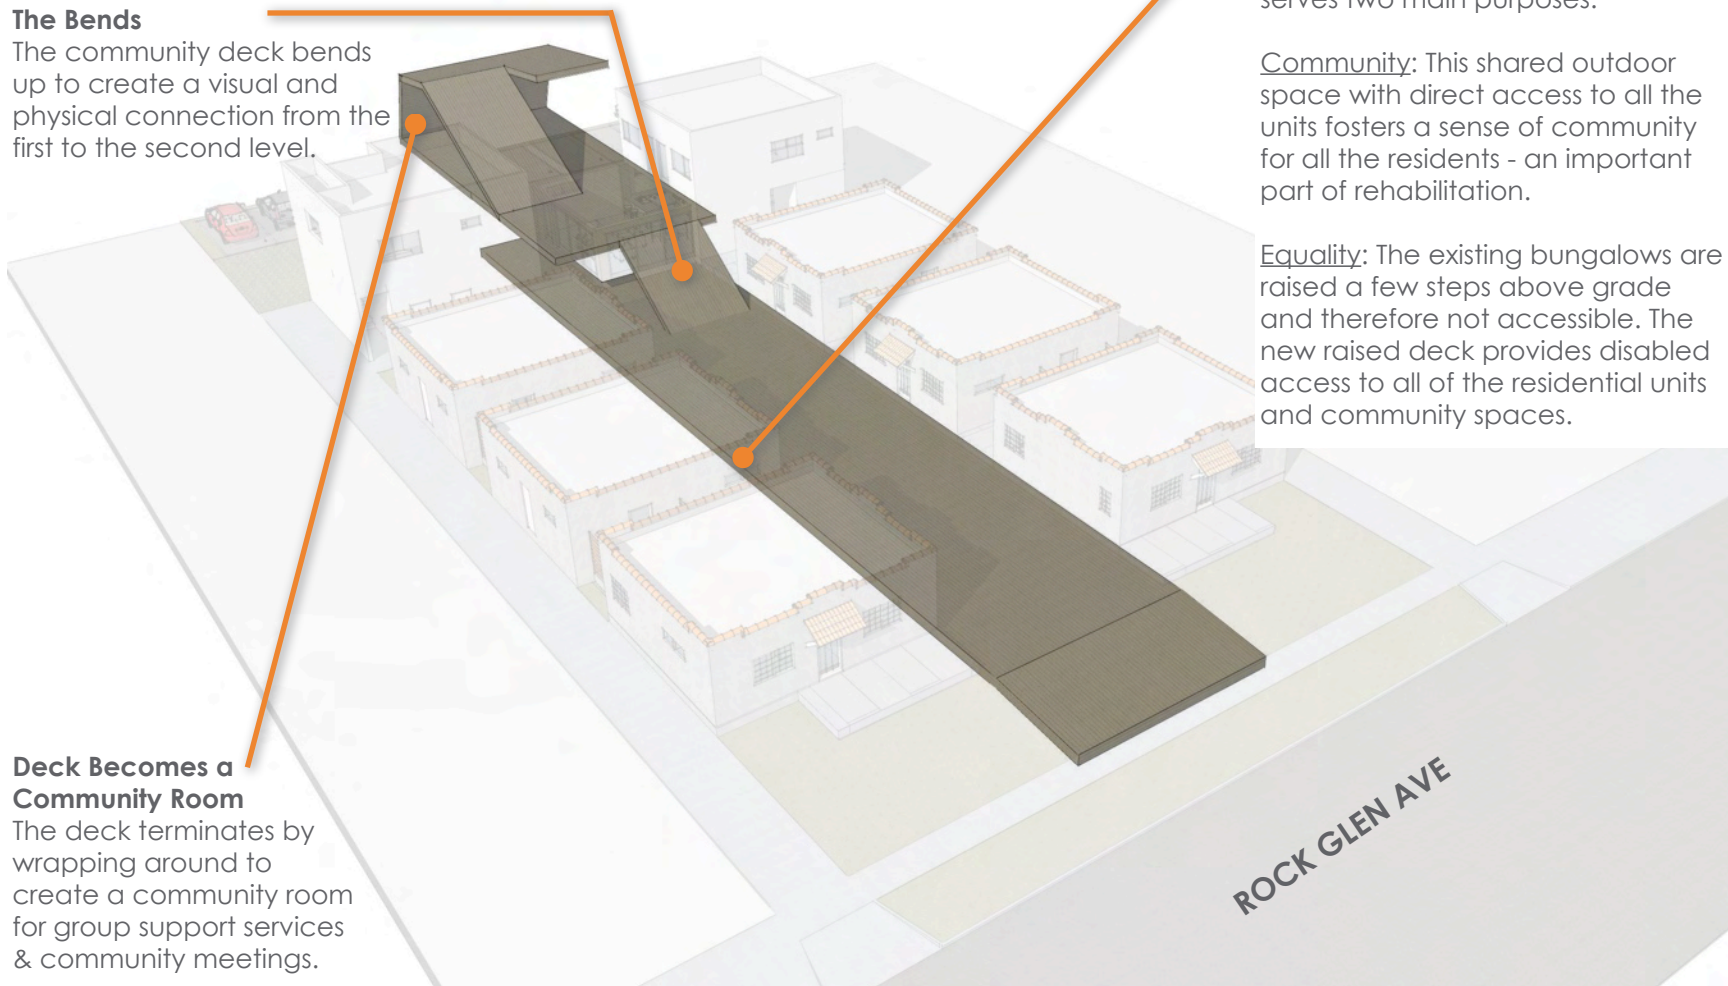 The Bends
The community deck bends
up to create a visual and
physical connection from the
first to the second level.
serves two main purposes:
Community: This shared outdoor
space with direct access to all the
units fosters a sense of community
for all the residents - an important
part of rehabilitation.
Equality: The existing bungalows are
raised a few steps above grade
and therefore not accessible. The
new raised deck provides disabled
access to all of the residential units
and community spaces.
Deck Becomes a
Community Room
The deck terminates by
wrapping around to
create a community room
for group support services
& community meetings.
ROCK GLEN AVE